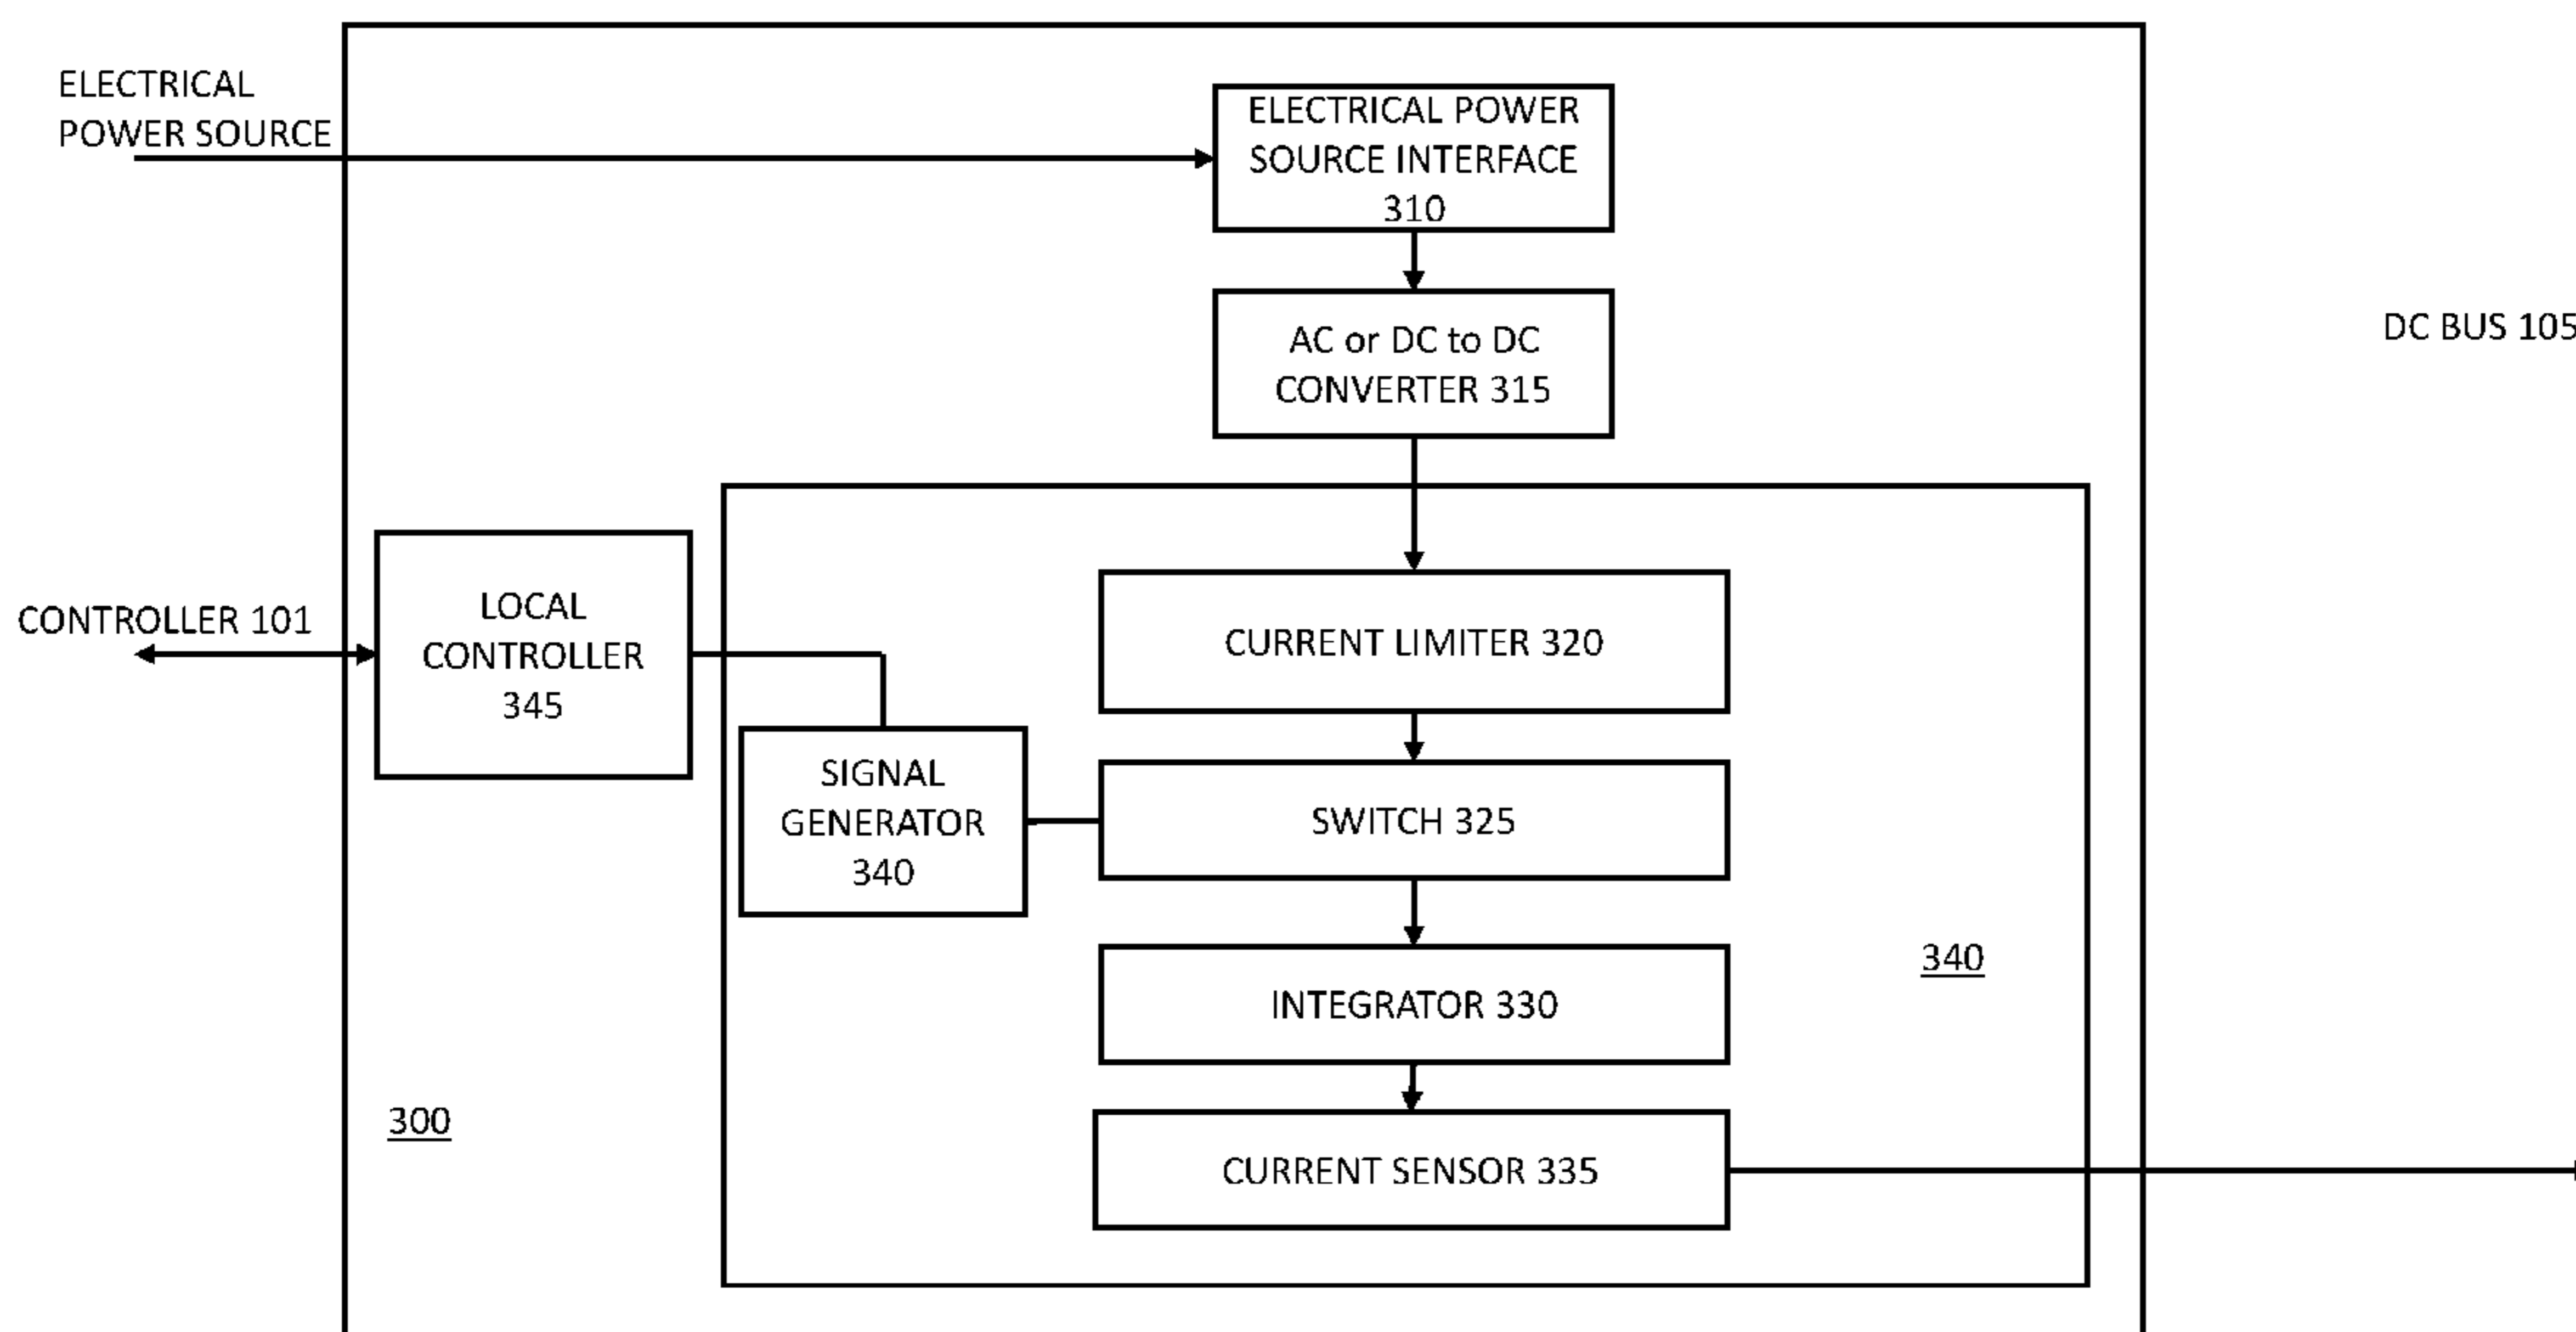 ELECTRICAL
POWER SOURCE
ELECTRICAL POWER
SOURCE INTERFACE
310
AC or DC to DC
CONVERTER 315
DC BUS 105
CONTROLLER 101
LOCAL
CONTROLLER
345
CURRENT LIMITER 320
SIGNAL
GENERATOR
340
SWITCH 325
INTEGRATOR 330
340
CURRENT SENSOR 335
300